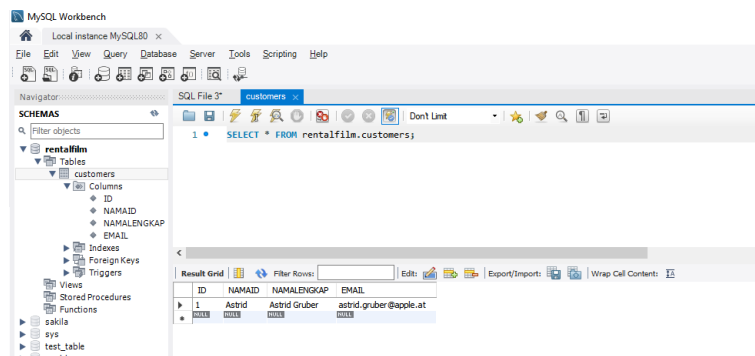 MySQL Workbench
Local instance MySQL80 ×
File Edit View Query Database Server Tools Scripting Help
Navigator
SQL File 3* customers ×
SCHEMAS
Don't Limit
Filter objects
1 SELECT * FROM rentalfilm.customers;
rentalfilm
Tables
customers
Columns
ID
NAMAID
NAMALENGKAP
EMAIL
Indexes
Foreign Keys
Triggers
Views
Stored Procedures
Functions
sakila
sys
test_table
Result Grid Filter Rows: Edit: Export/Import: Wrap Cell Content:
ID NAMAID NAMALENGKAP EMAIL
1 Astrid Astrid Gruber astrid.gruber@apple.at
NULL NULL NULL NULL